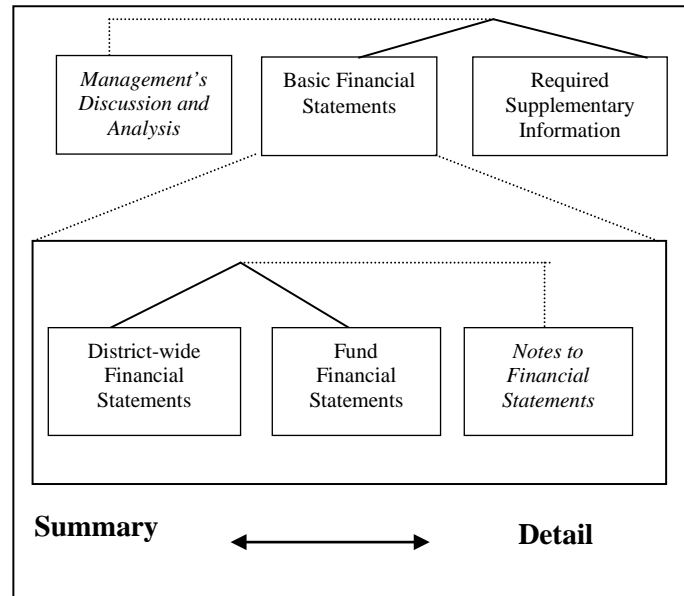 Management's
Discussion and
Analysis
Basic Financial
Statements
Required
Supplementary
Information
District-wide
Financial
Statements
Fund
Financial
Statements
Notes to
Financial
Statements
Summary
Detail